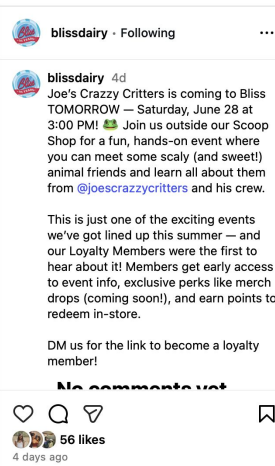 blissdairy • Following
blissdairy 4d
Joe's Crazzy Critters is coming to Bliss
TOMORROW — Saturday, June 28 at
3:00 PM! 🐸 Join us outside our Scoop
Shop for a fun, hands-on event where
you can meet some scaly (and sweet!)
animal friends and learn all about them
from @joescrazzycritters and his crew.
This is just one of the exciting events
we've got lined up this summer — and
our Loyalty Members were the first to
hear about it! Members get early access
to event info, exclusive perks like merch
drops (coming soon!), and earn points to
redeem in-store.
DM us for the link to become a loyalty
member!
No comments yet
56 likes
4 days ago